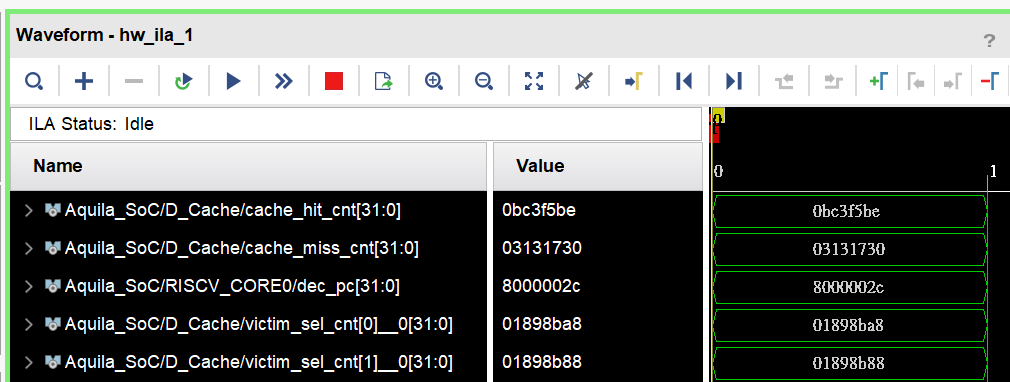 Waveform - hw_ila_1
?
ILA Status: Idle
0
Name Value 0 1
Aquila_SoC/D_Cache/cache_hit_cnt[31:0] 0bc3f5be 0bc3f5be
Aquila_SoC/D_Cache/cache_miss_cnt[31:0] 03131730 03131730
Aquila_SoC/RISCV_CORE0/dec_pc[31:0] 8000002c 8000002c
Aquila_SoC/D_Cache/victim_sel_cnt[0]__0[31:0] 01898ba8 01898ba8
Aquila_SoC/D_Cache/victim_sel_cnt[1]__0[31:0] 01898b88 01898b88